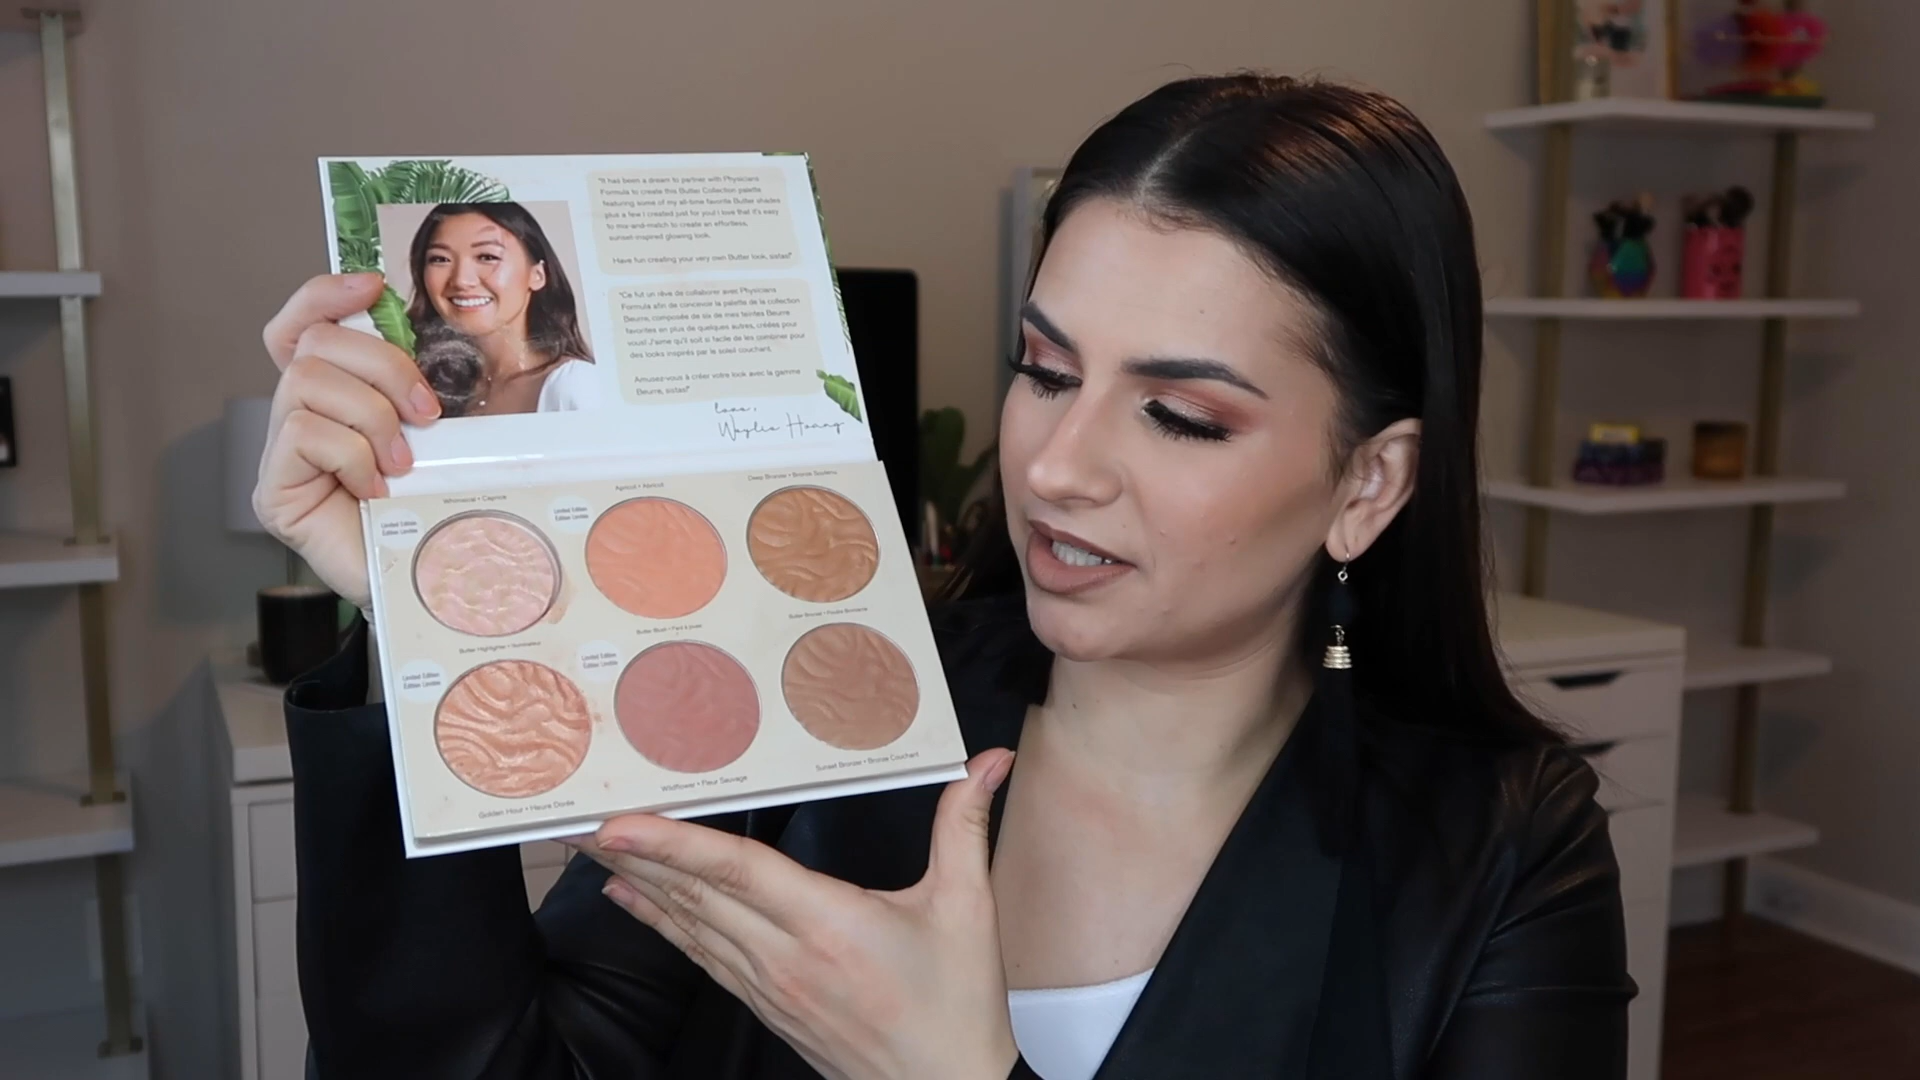 "It has been a dream to partner with Physicians
Formula to create this Butter Collection palette
featuring some of my all-time favorite Butter shades
plus a few I created just for you! I love that it's easy
to mix-and-match to create an effortless,
sunset-inspired glowing look.
Have fun creating your very own Butter look, sistas!"
"Ce fut un rêve de collaborer avec Physicians
Formula afin de concevoir la palette de la collection
Beurre, composée de six de mes teintes Beurre
favorites en plus de quelques autres, créées pour
vous! J'aime qu'il soit si facile de les combiner pour
des looks inspirés par le soleil couchant.
Amusez-vous à créer votre look avec la gamme
Beurre, sistas!"
love,
Weylie Hoang
Whimsical • Caprice
Apricot • Abricot
Deep Bronzer • Bronze
Limited Edition
Édition Limitée
Limited Edition
Édition Limitée
Butter Highlighter •
Butter Blush • Fard à joues
Butter Bronzer • Poudre Bronzante
Limited Edition
Édition Limitée
Limited Edition
Édition Limitée
Golden Hour • Heure Dorée
Wildflower • Fleur Sauvage
Sunset Bronze • Bronze Couchant